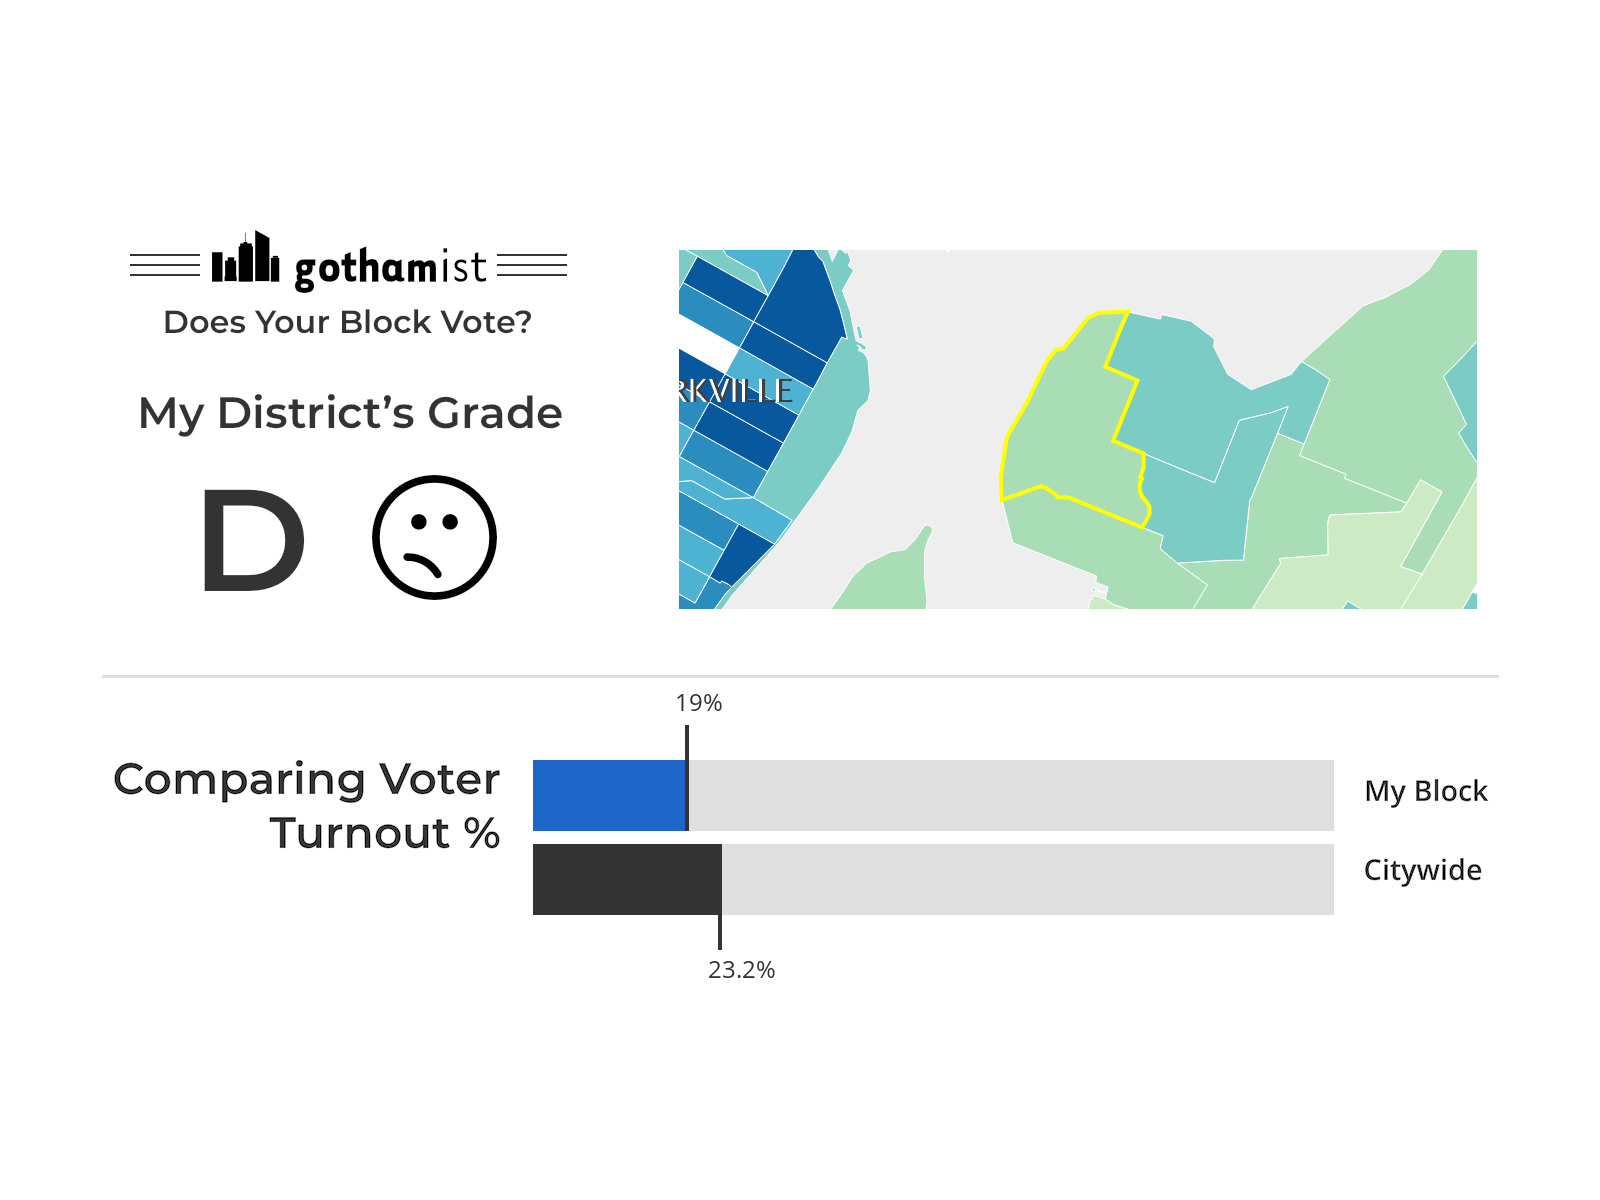 gothamist
Does Your Block Vote?
My District's Grade
D
RKVILLE
19%
Comparing Voter
Turnout %
My Block
Citywide
23.2%